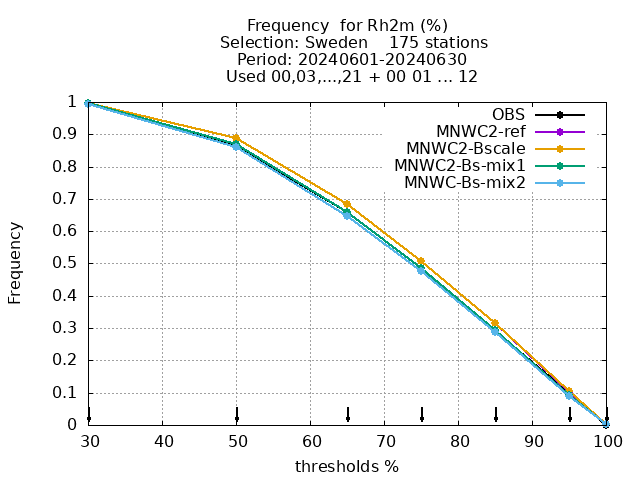 Frequency  for Rh2m (%)
Selection: Sweden    175 stations
Period: 20240601-20240630
Used 00,03,...,21 + 00 01 ... 12
OBS
MNWC2-ref
MNWC2-Bscale
MNWC2-Bs-mix1
MNWC-Bs-mix2
1
0.9
0.8
0.7
0.6
0.5
0.4
0.3
0.2
0.1
0
Frequency
30 40 50 60 70 80 90 100
thresholds %